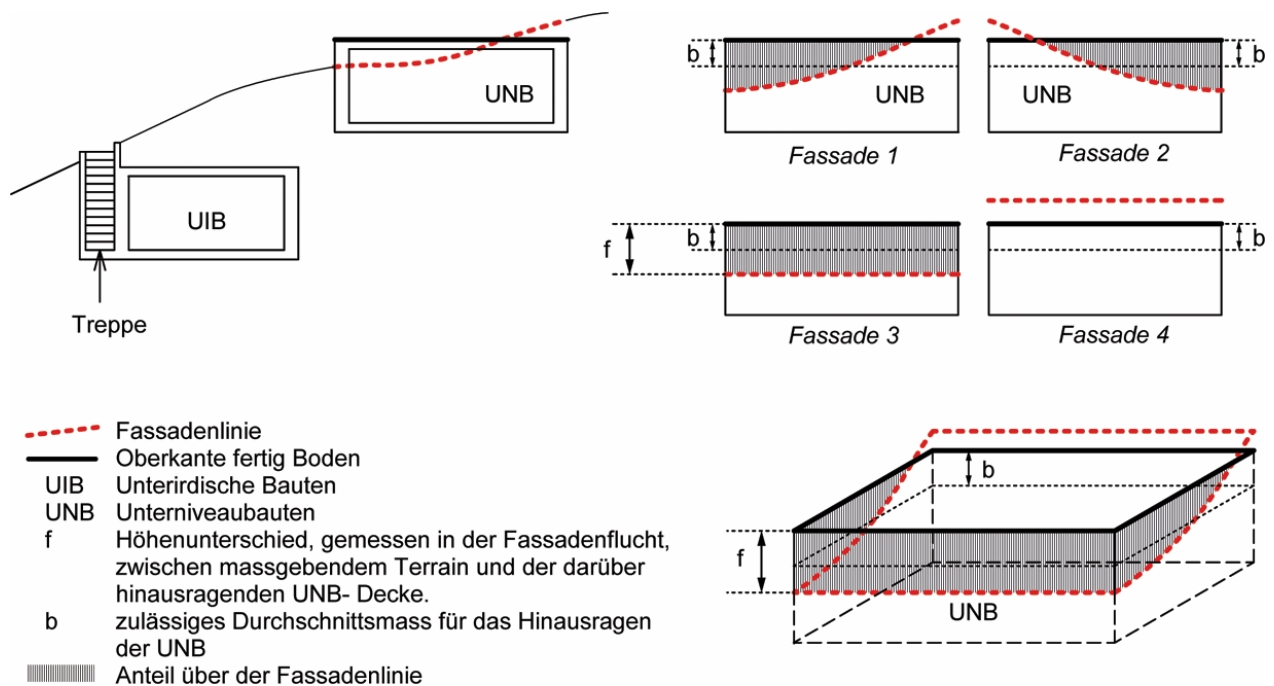 UNB
UIB
Treppe
b
UNB
Fassade 1
UNB
b
Fassade 2
f
b
Fassade 3
b
Fassade 4
Fassadenlinie
Oberkante fertig Boden
UIB Unterirdische Bauten
UNB Unterniveaubauten
f Höhenunterschied, gemessen in der Fassadenflucht,
zwischen massgebendem Terrain und der darüber
hinausragenden UNB- Decke.
b zulässiges Durchschnittsmass für das Hinausragen
der UNB
Anteil über der Fassadenlinie
b
f
UNB